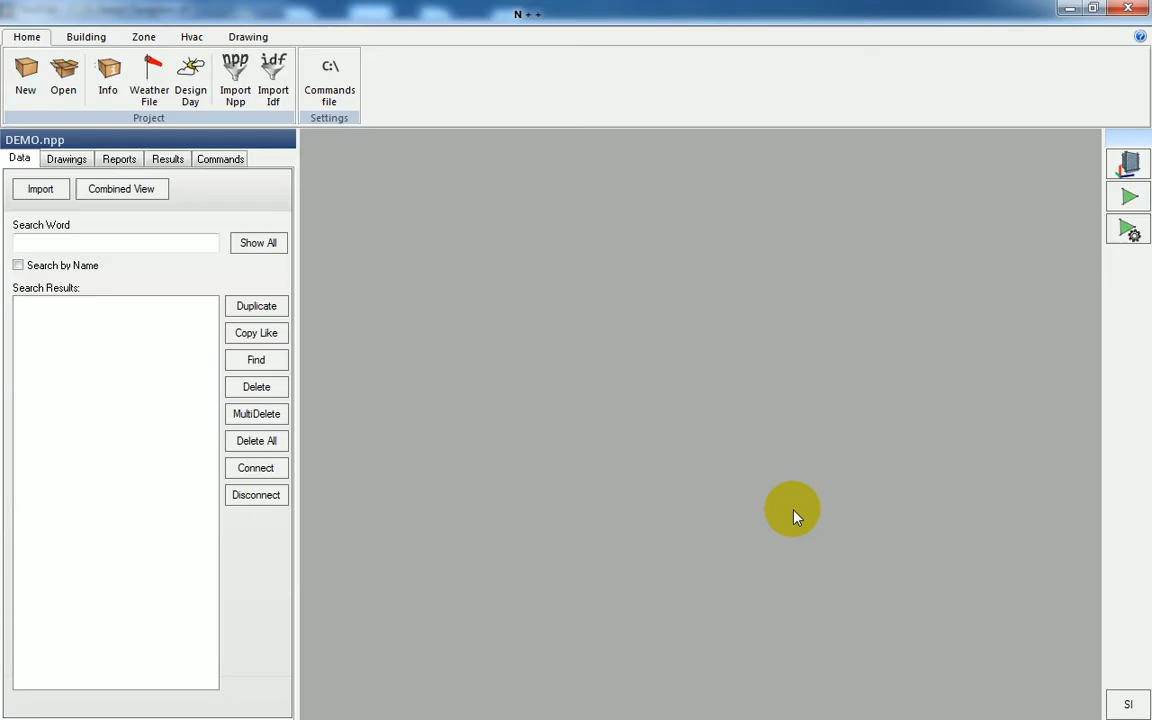 N + +
Home Building Zone Hvac Drawing
npp idf C:\
New Open Info Weather File Design Day Import Npp Import Idf Commands file
Project Settings
DEMO.npp
Data Drawings Reports Results Commands
Import Combined View
Search Word
Show All
Search by Name
Search Results:
Duplicate
Copy Like
Find
Delete
MultiDelete
Delete All
Connect
Disconnect
SI